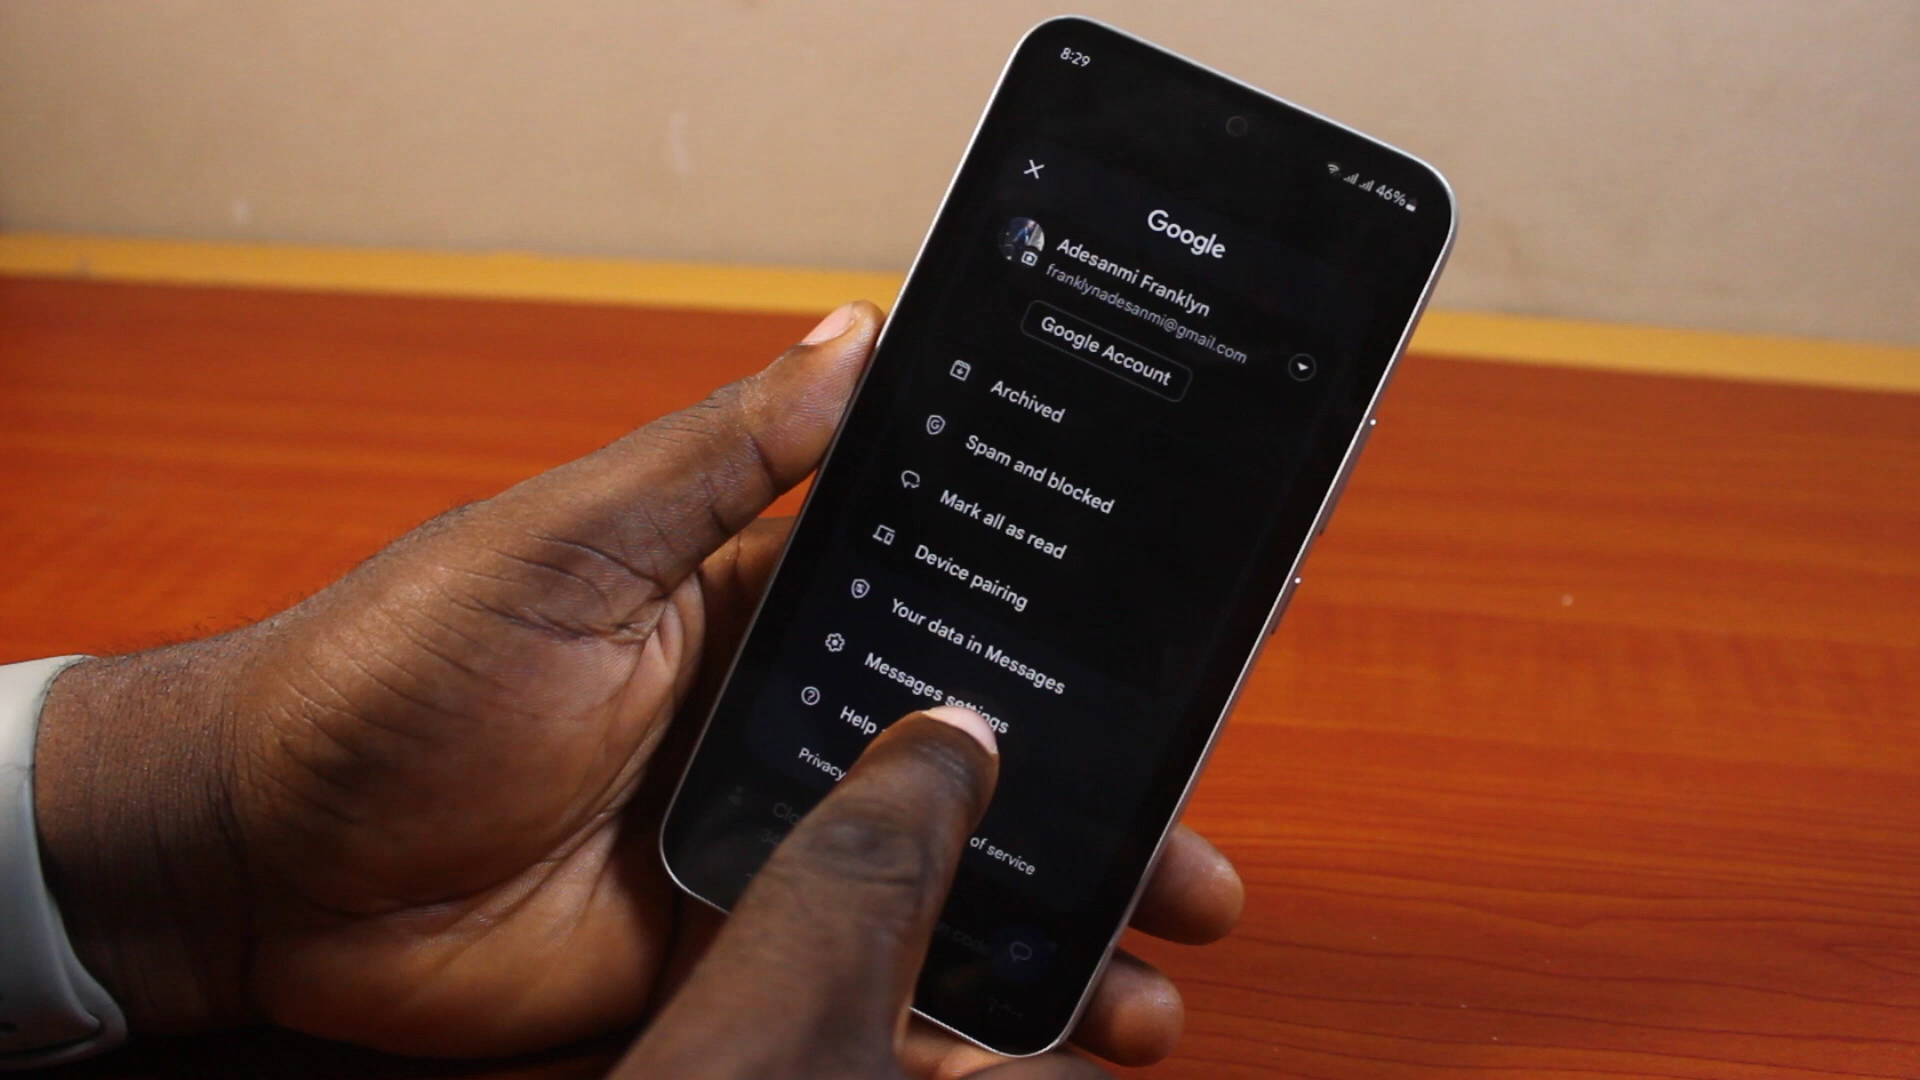 8:29
46%
Google
Adesanmi Franklyn
franklynadesanmi@gmail.com
Google Account
Archived
Spam and blocked
Mark all as read
Device pairing
Your data in Messages
Messages settings
Help
Privacy
of service